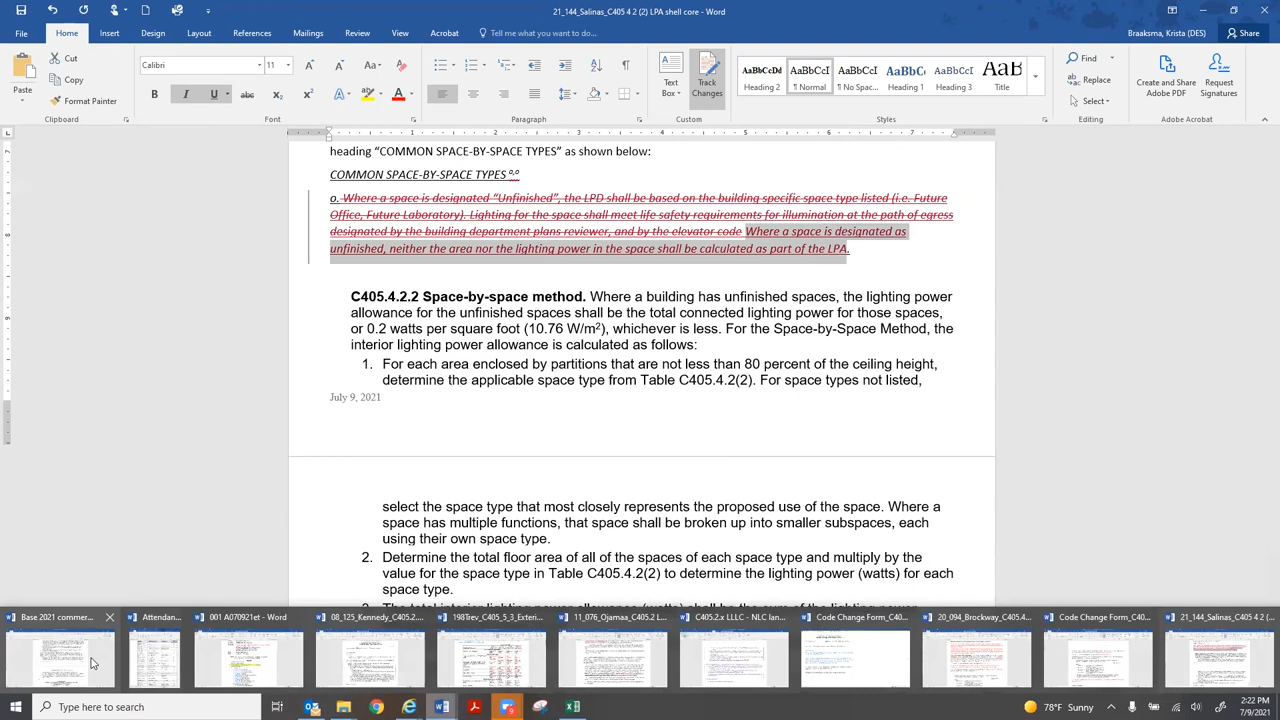 21_144_Salinas_C405 4 2 (2) LPA shell core - Word
Braaksma, Krista (DES)
File Home Insert Design Layout References Mailings Review View Acrobat Tell me what you want to do...
Share
Paste
Cut
Copy
Format Painter
Clipboard
Calibri 11
Font
Paragraph
Text Box
Track Changes
Custom
AaBbCcDd Heading 2
AaBbCcI ¶ Normal
AaBbCcI ¶ No Spac...
AaBbC Heading 1
AaBbCcI Heading 3
AaB Title
Styles
Find
Replace
Select
Editing
Create and Share Adobe PDF
Request Signatures
Adobe Acrobat
heading “COMMON SPACE-BY-SPACE TYPES” as shown below:
COMMON SPACE-BY-SPACE TYPES a,o
o. Where a space is designated “Unfinished”, the LPD shall be based on the building specific space type listed (i.e. Future
Office, Future Laboratory). Lighting for the space shall meet life safety requirements for illumination at the path of egress
designated by the building department plans reviewer, and by the elevator code Where a space is designated as
unfinished, neither the area nor the lighting power in the space shall be calculated as part of the LPA.
C405.4.2.2 Space-by-space method. Where a building has unfinished spaces, the lighting power
allowance for the unfinished spaces shall be the total connected lighting power for those spaces,
or 0.2 watts per square foot (10.76 W/m2), whichever is less. For the Space-by-Space Method, the
interior lighting power allowance is calculated as follows:
1. For each area enclosed by partitions that are not less than 80 percent of the ceiling height,
determine the applicable space type from Table C405.4.2(2). For space types not listed,
July 9, 2021
select the space type that most closely represents the proposed use of the space. Where a
space has multiple functions, that space shall be broken up into smaller subspaces, each
using their own space type.
2. Determine the total floor area of all of the spaces of each space type and multiply by the
value for the space type in Table C405.4.2(2) to determine the lighting power (watts) for each
space type.
Base 2021 commer...
Attendan...
001 A070921et - Word
08_125_Kennedy_C405.2....
198Trev_C405_5_3_Exteri...
11_076_Ojamaa_C405.2 L...
C405.2.x LLLC - NLC lan...
Code Change Form_C40...
20_094_Brockway_C405.4...
Code Change Form_C40...
21_144_Salinas_C405 4 2 (...
Type here to search
78°F Sunny
2:22 PM
7/9/2021